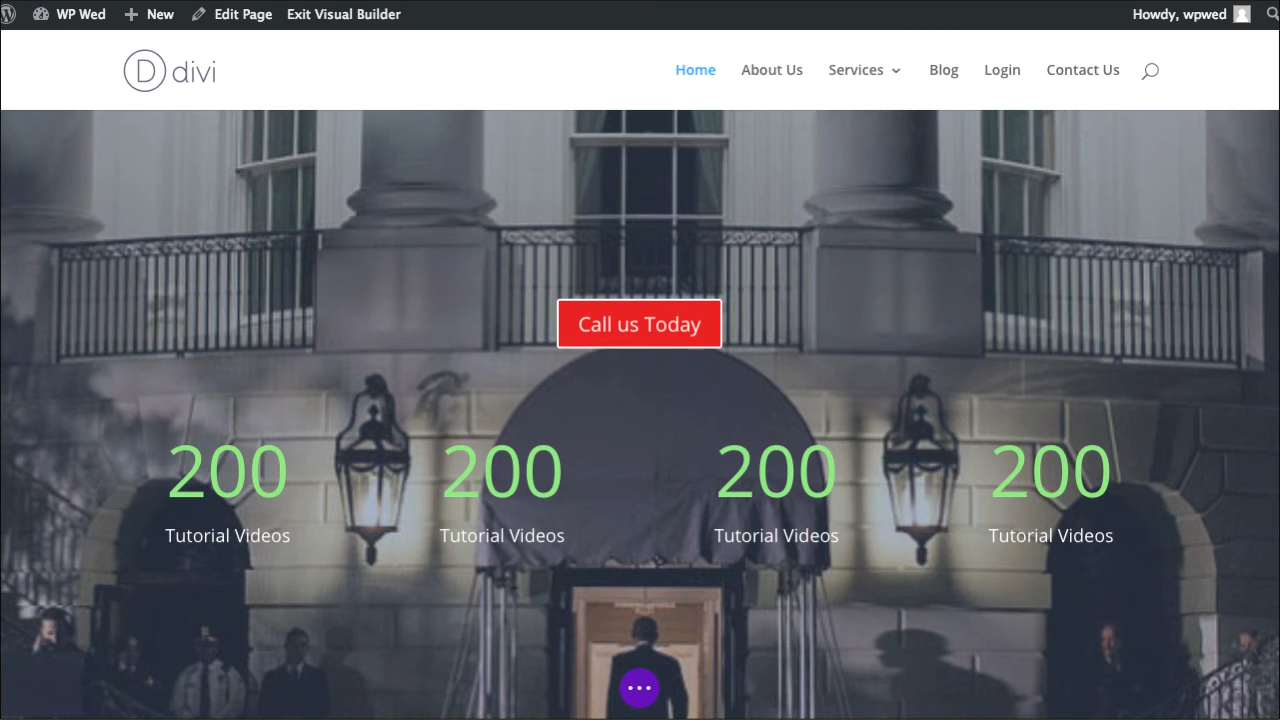 WP Wed New Edit Page Exit Visual Builder Howdy, wpwed
D divi Home About Us Services Blog Login Contact Us
Call us Today
200 200 200 200
Tutorial Videos Tutorial Videos Tutorial Videos Tutorial Videos